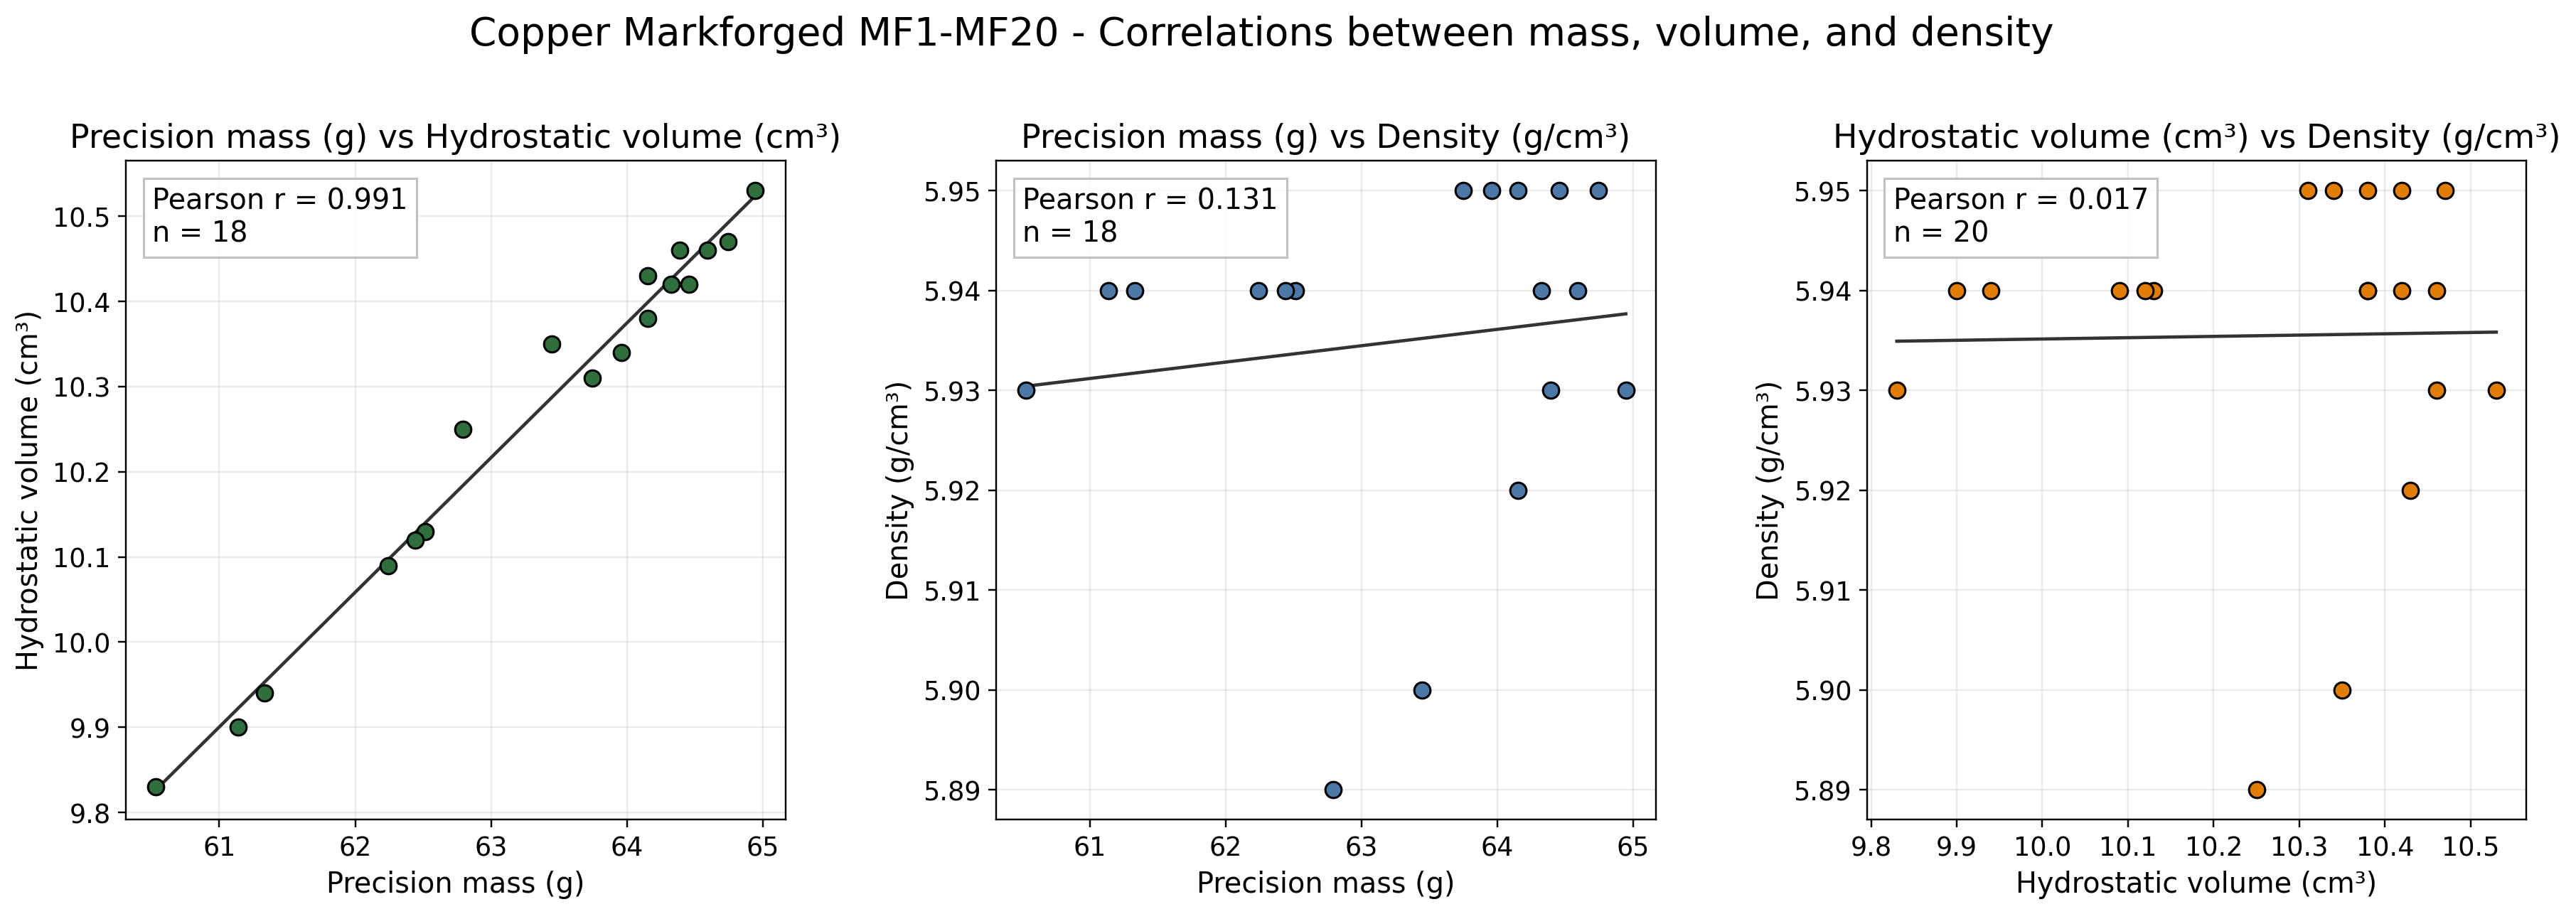 Copper Markforged MF1-MF20 - Correlations between mass, volume, and density
Precision mass (g) vs Hydrostatic volume (cm³)
Pearson r = 0.991
n = 18
Hydrostatic volume (cm³)
10.5
10.4
10.3
10.2
10.1
10.0
9.9
9.8
61 62 63 64 65
Precision mass (g)
Precision mass (g) vs Density (g/cm³)
Pearson r = 0.131
n = 18
Density (g/cm³)
5.95
5.94
5.93
5.92
5.91
5.90
5.89
61 62 63 64 65
Precision mass (g)
Hydrostatic volume (cm³) vs Density (g/cm³)
Pearson r = 0.017
n = 20
Density (g/cm³)
5.95
5.94
5.93
5.92
5.91
5.90
5.89
9.8 9.9 10.0 10.1 10.2 10.3 10.4 10.5
Hydrostatic volume (cm³)